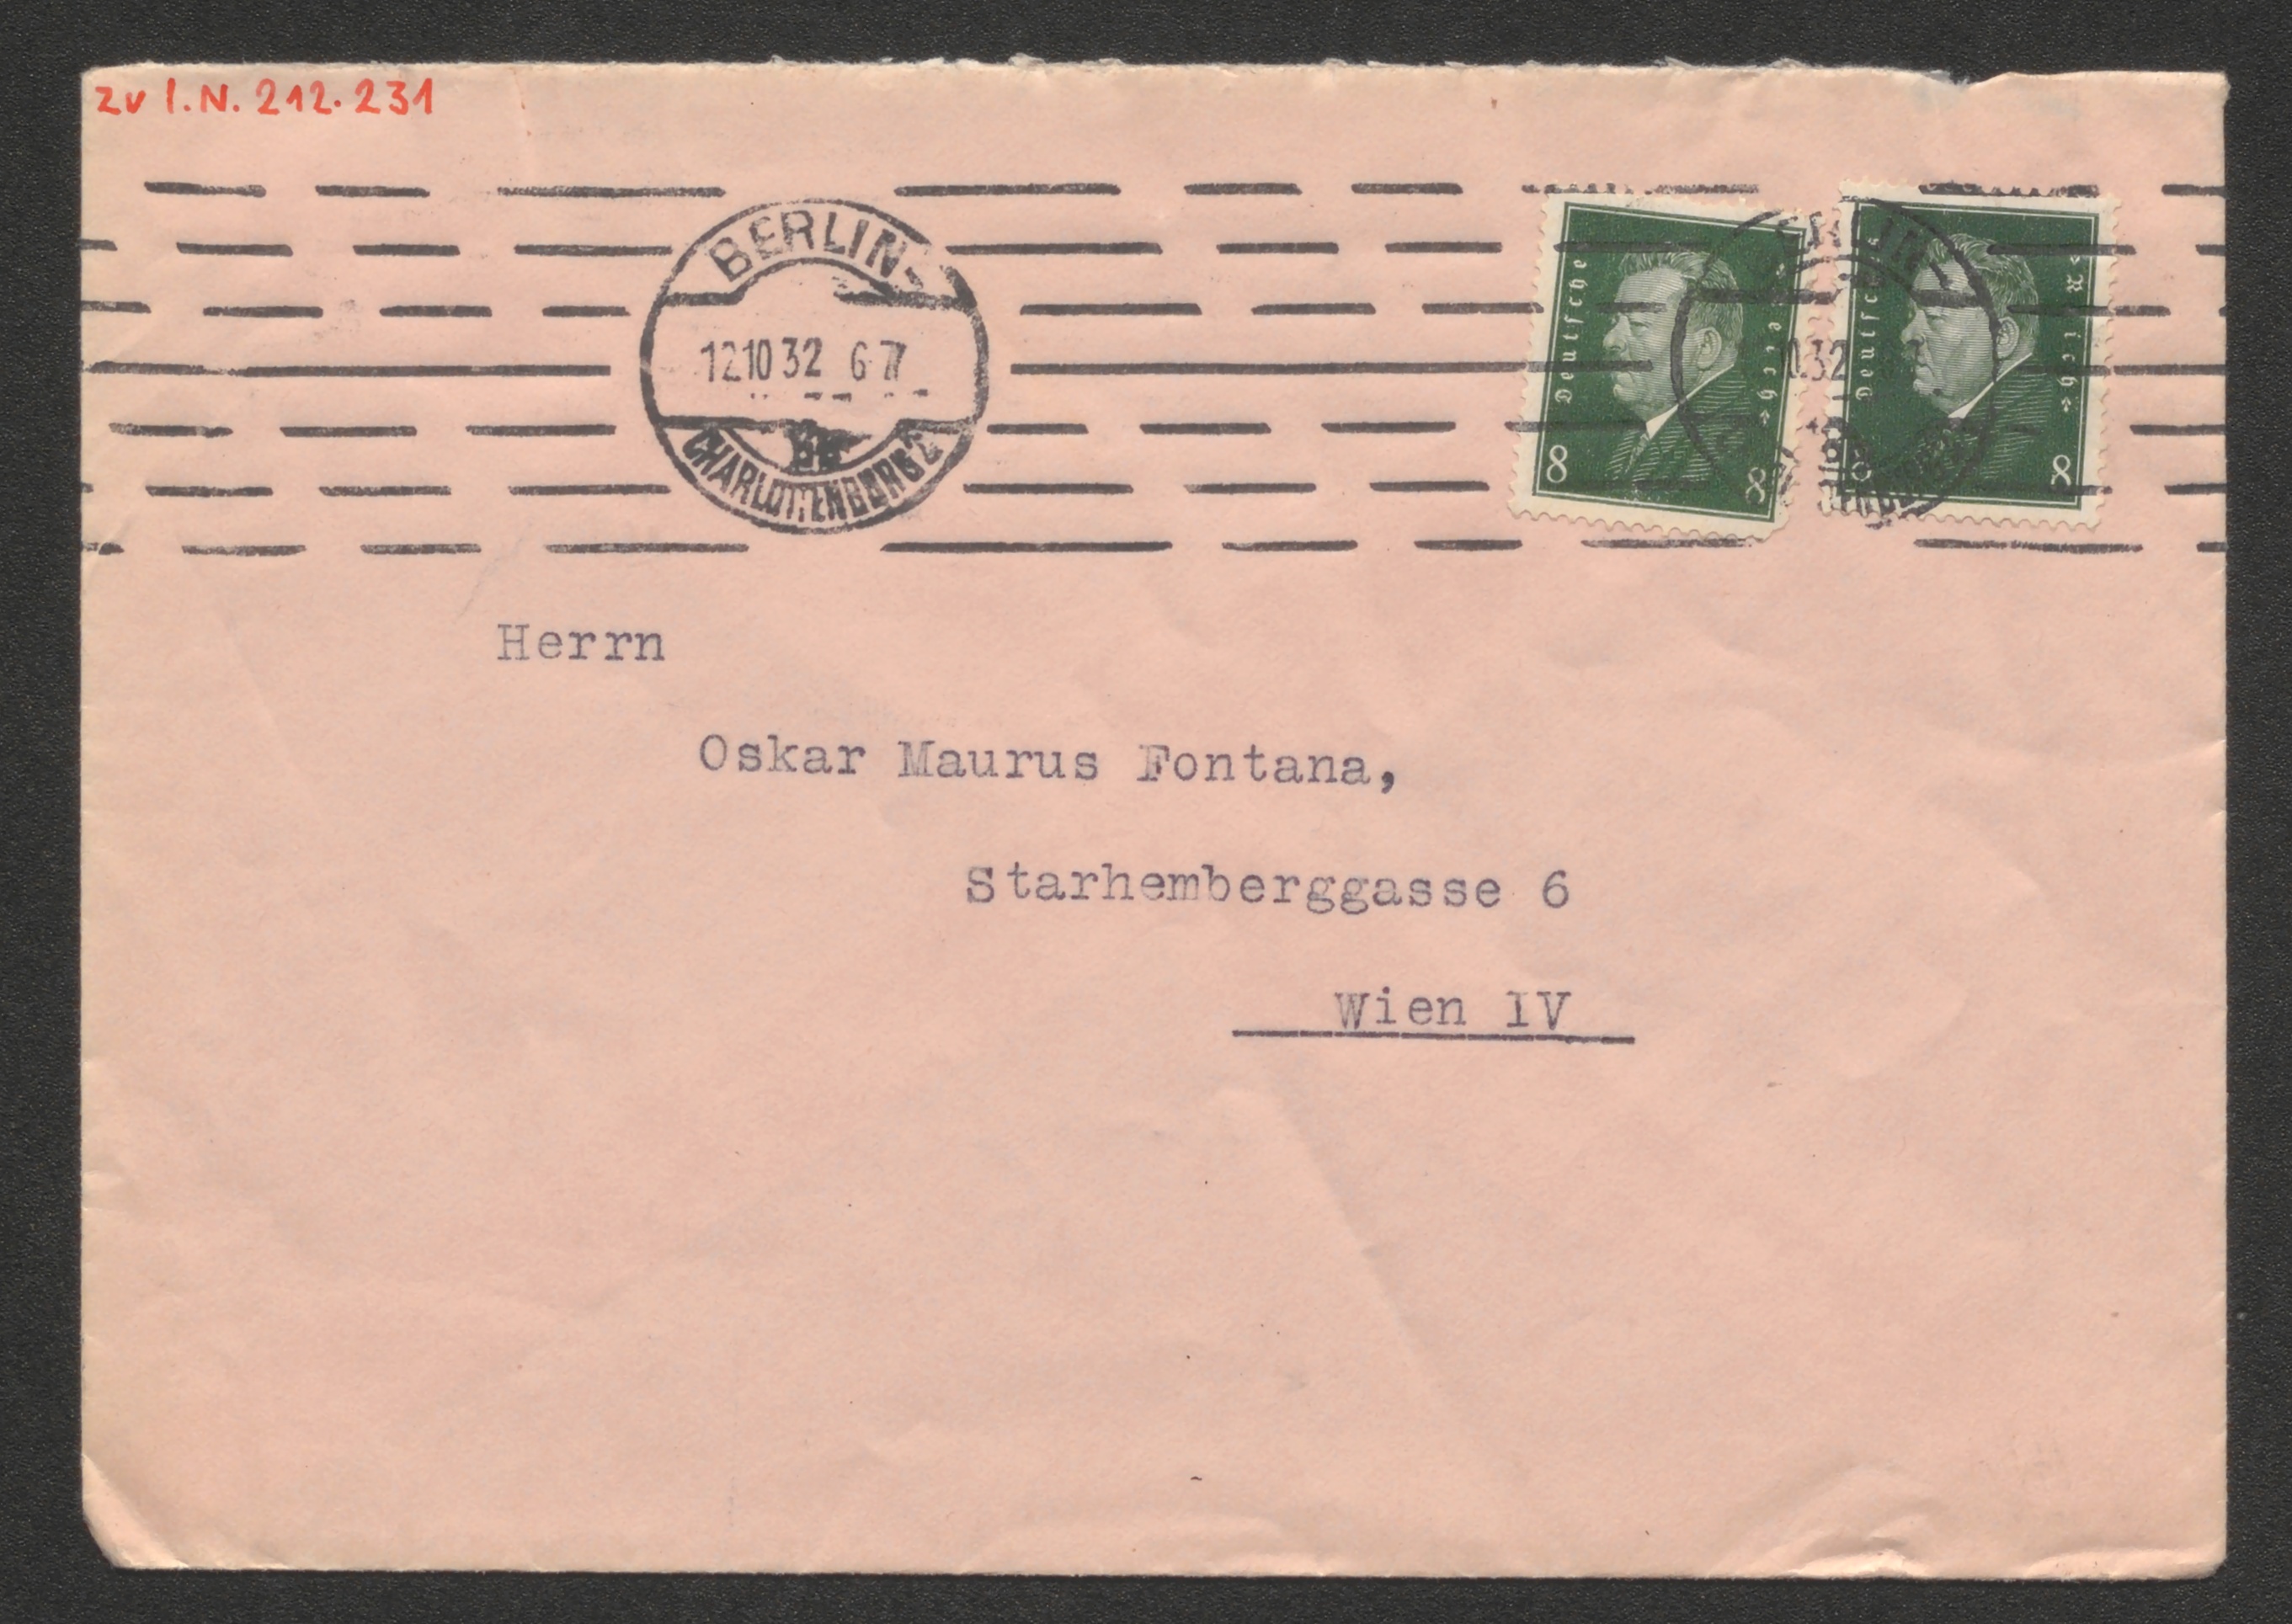 zv I.N. 212.231
BERLIN-
12.10.32 6-7
CHARLOTTENBURG 2
Deutsches Reich
8 8
Deutsches Reich
8 8
Herrn
Oskar Maurus Fontana,
Starhemberggasse 6
Wien IV